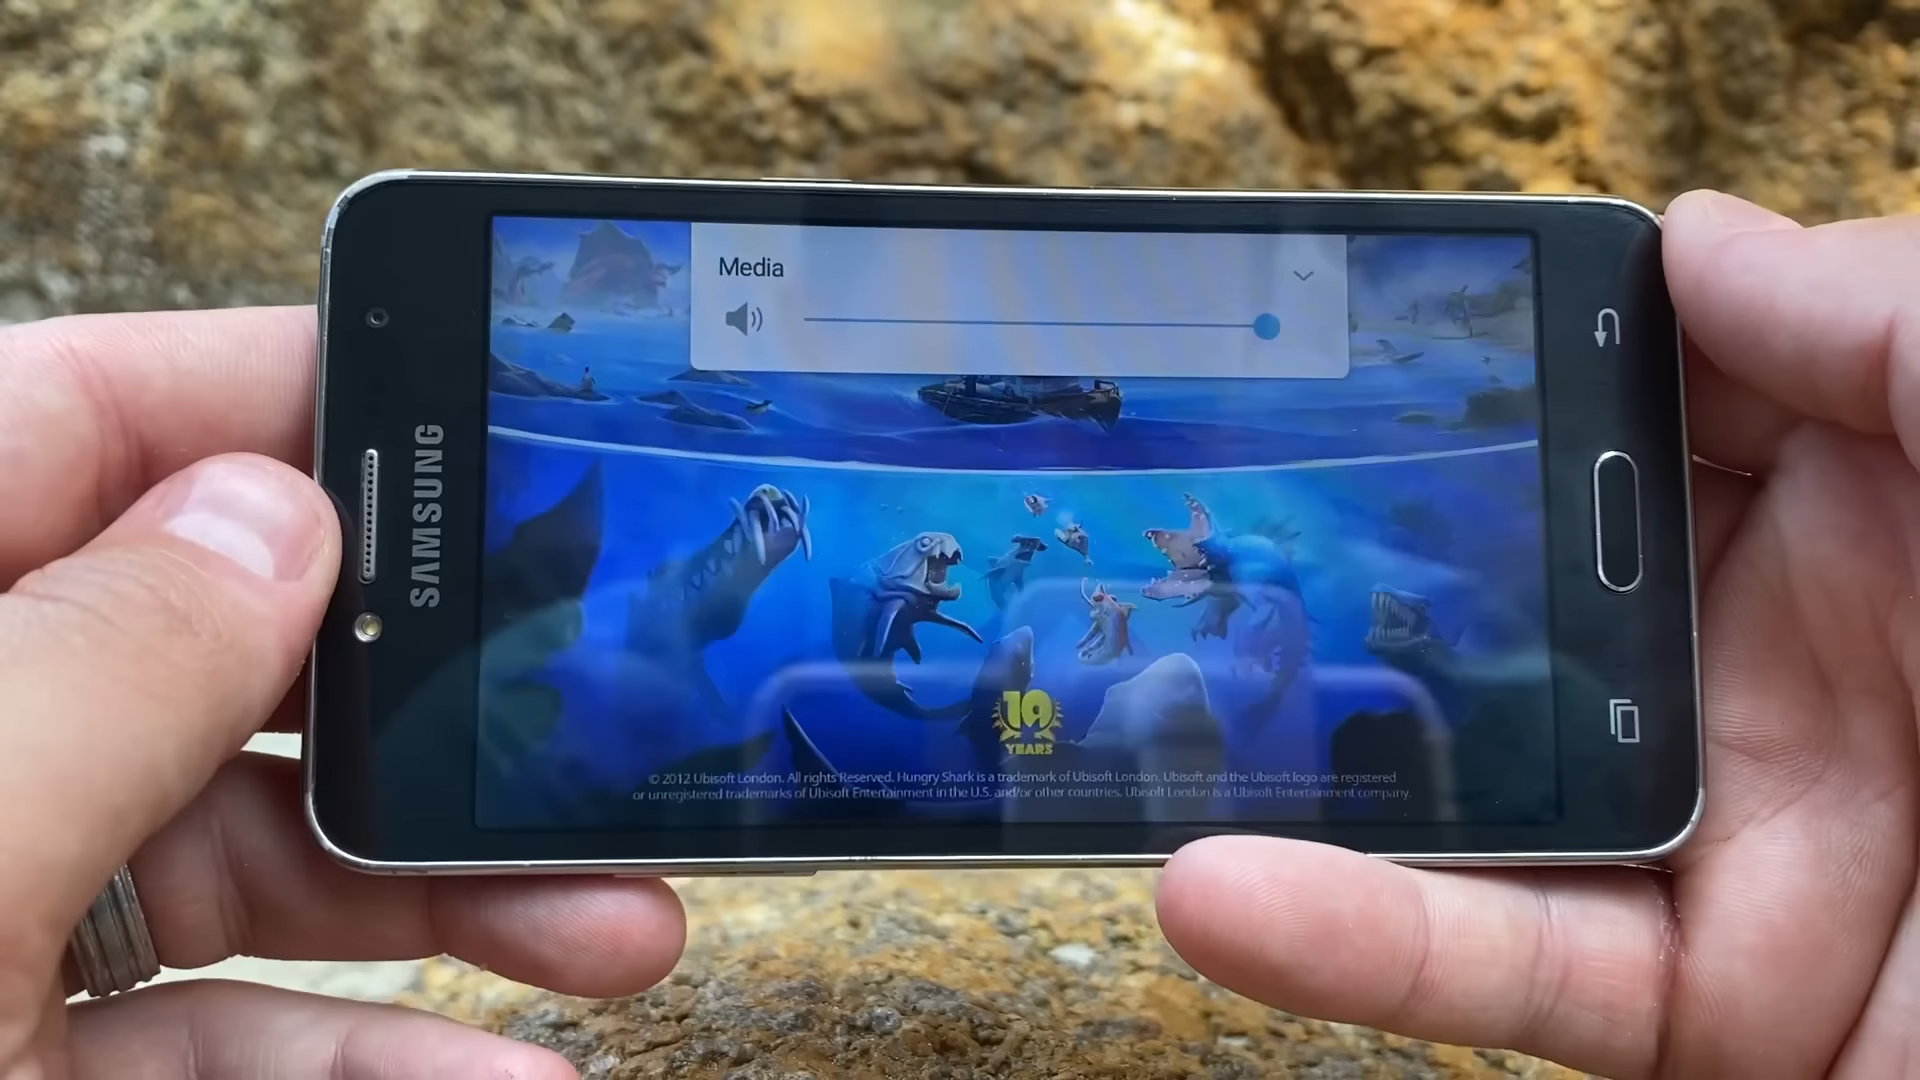 SAMSUNG
Media
10
YEARS
© 2012 Ubisoft London. All rights Reserved. Hungry Shark is a trademark of Ubisoft London. Ubisoft and the Ubisoft logo are registered
or unregistered trademarks of Ubisoft Entertainment in the U.S. and/or other countries. Ubisoft London is a Ubisoft Entertainment company.